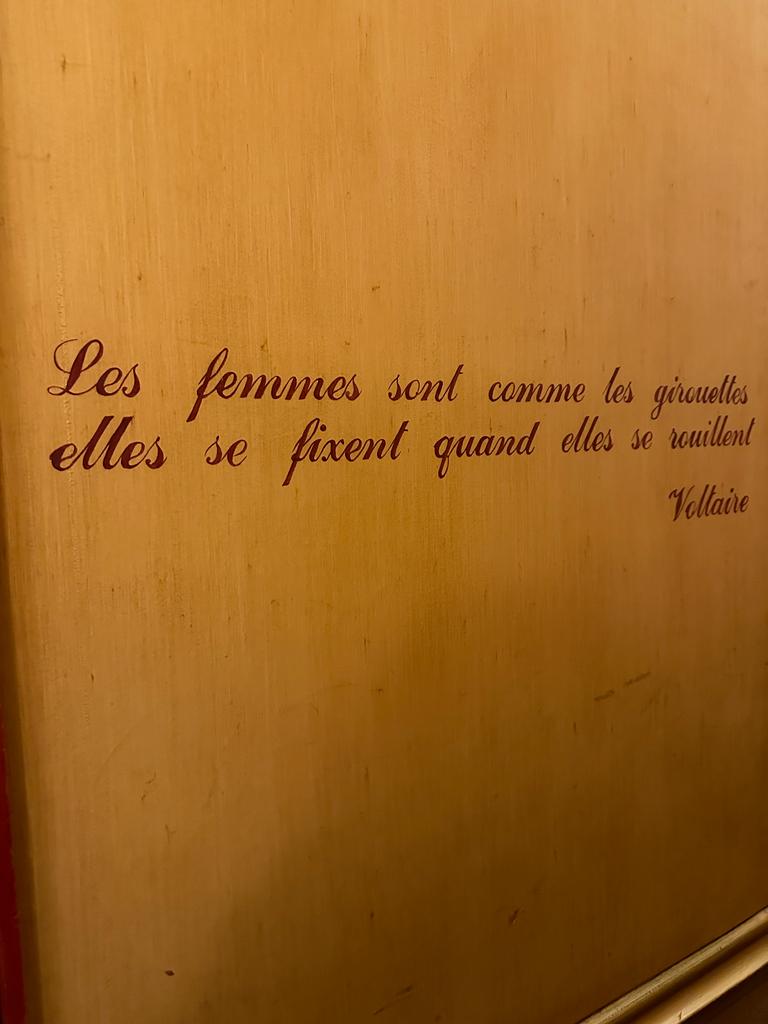 Les femmes sont comme les girouettes
elles se fixent quand elles se rouillent
Voltaire